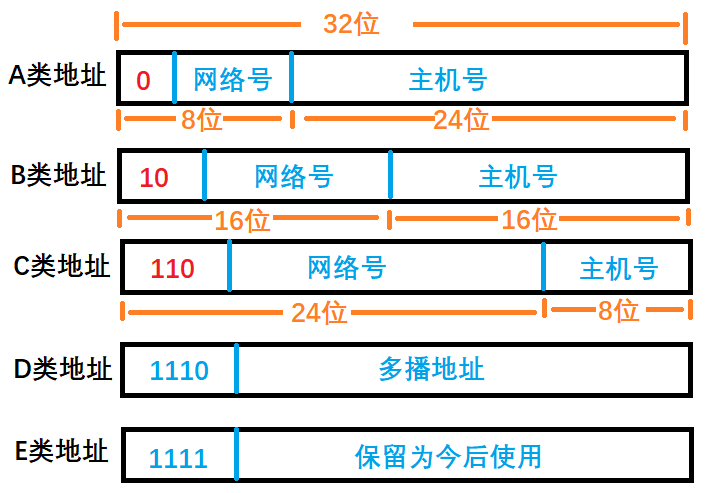 32位
A类地址 0 网络号 主机号
8位 24位
B类地址 10 网络号 主机号
16位 16位
C类地址 110 网络号 主机号
24位 8位
D类地址 1110 多播地址
E类地址 1111 保留为今后使用